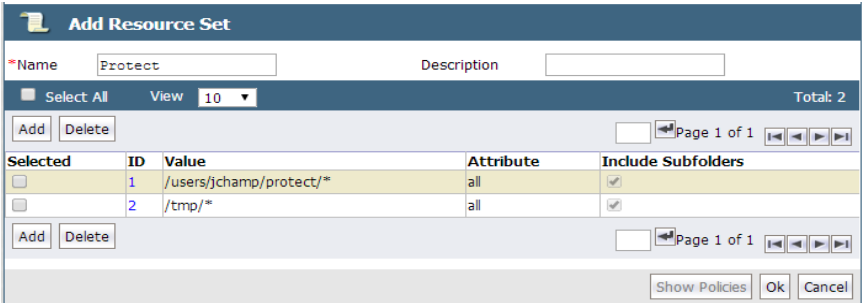 Add Resource Set
*Name Protect Description
Select All View 10 Total: 2
Add Delete Page 1 of 1
Selected ID Value Attribute Include Subfolders
1 /users/jchamp/protect/* all
2 /tmp/* all
Add Delete Page 1 of 1
Show Policies Ok Cancel